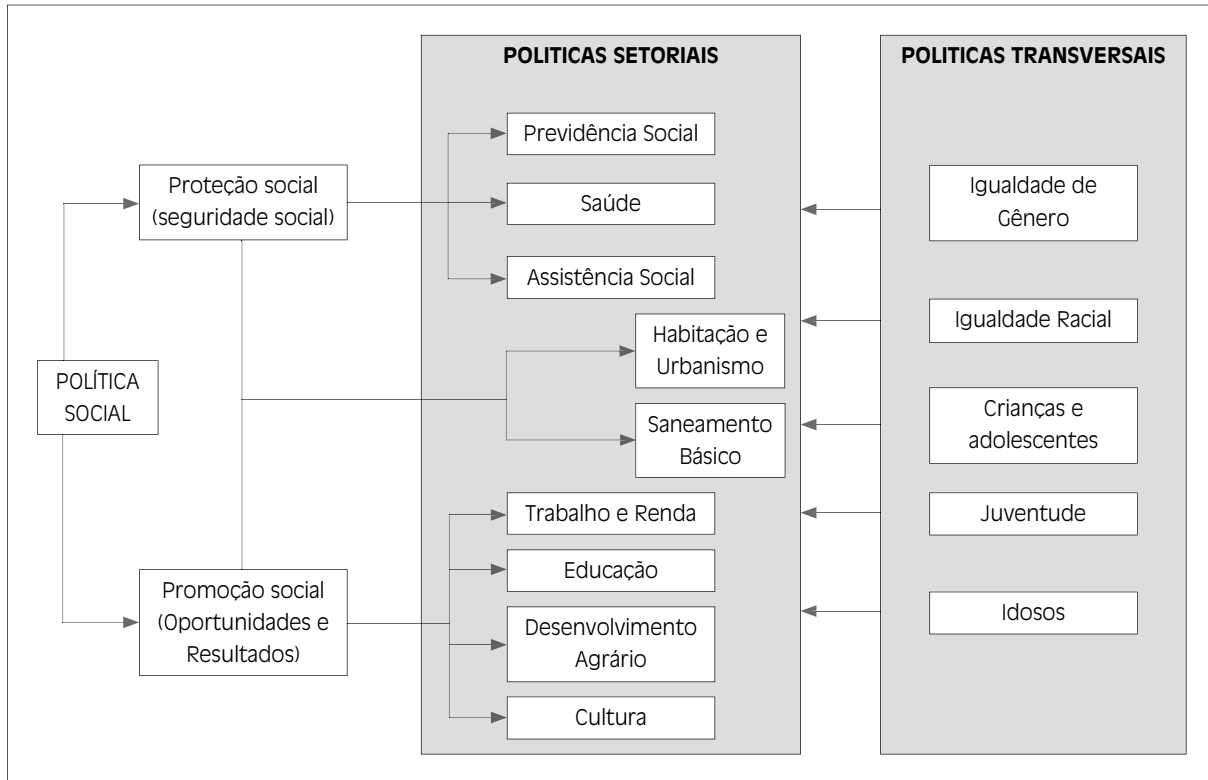 POLITICAS SETORIAIS
POLITICAS TRANSVERSAIS
POLÍTICA
SOCIAL
Proteção social
(seguridade social)
Promoção social
(Oportunidades e
Resultados)
Previdência Social
Saúde
Assistência Social
Habitação e
Urbanismo
Saneamento
Básico
Trabalho e Renda
Educação
Desenvolvimento
Agrário
Cultura
Igualdade de
Gênero
Igualdade Racial
Crianças e
adolescentes
Juventude
Idosos